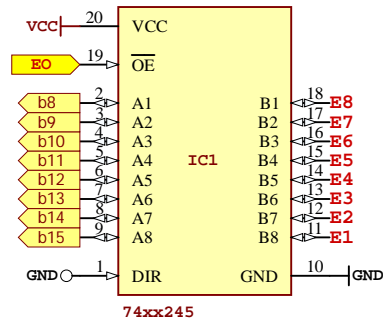 VCC 20 VCC
EO 19 OE
b8 2 A1 B1 18 E8
b9 3 A2 B2 17 E7
b10 4 A3 B3 16 E6
b11 5 A4 IC1 B4 15 E5
b12 6 A5 B5 14 E4
b13 7 A6 B6 13 E3
b14 8 A7 B7 12 E2
b15 9 A8 B8 11 E1
GND 1 DIR GND 10 GND
74xx245